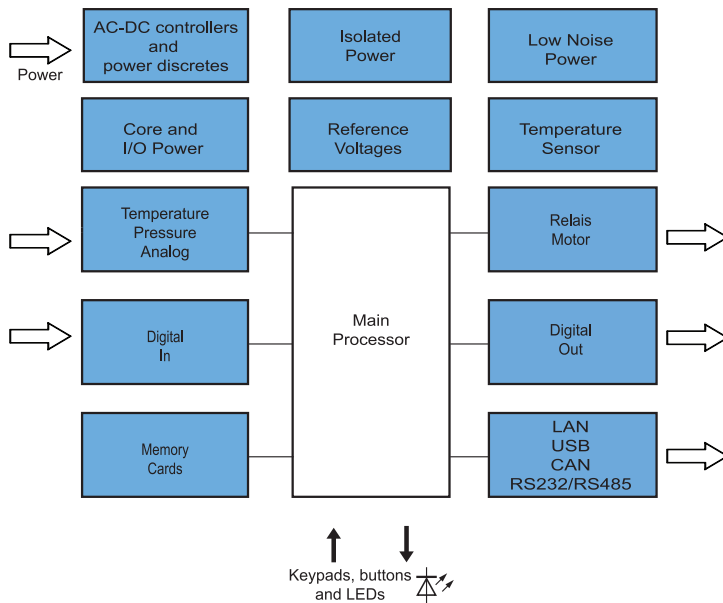 AC-DC controllers
and
power discretes
Isolated
Power
Low Noise
Power
Power
Core and
I/O Power
Reference
Voltages
Temperature
Sensor
Temperature
Pressure
Analog
Main
Processor
Relais
Motor
Digital
In
Digital
Out
Memory
Cards
LAN
USB
CAN
RS232/RS485
Keypads, buttons
and LEDs